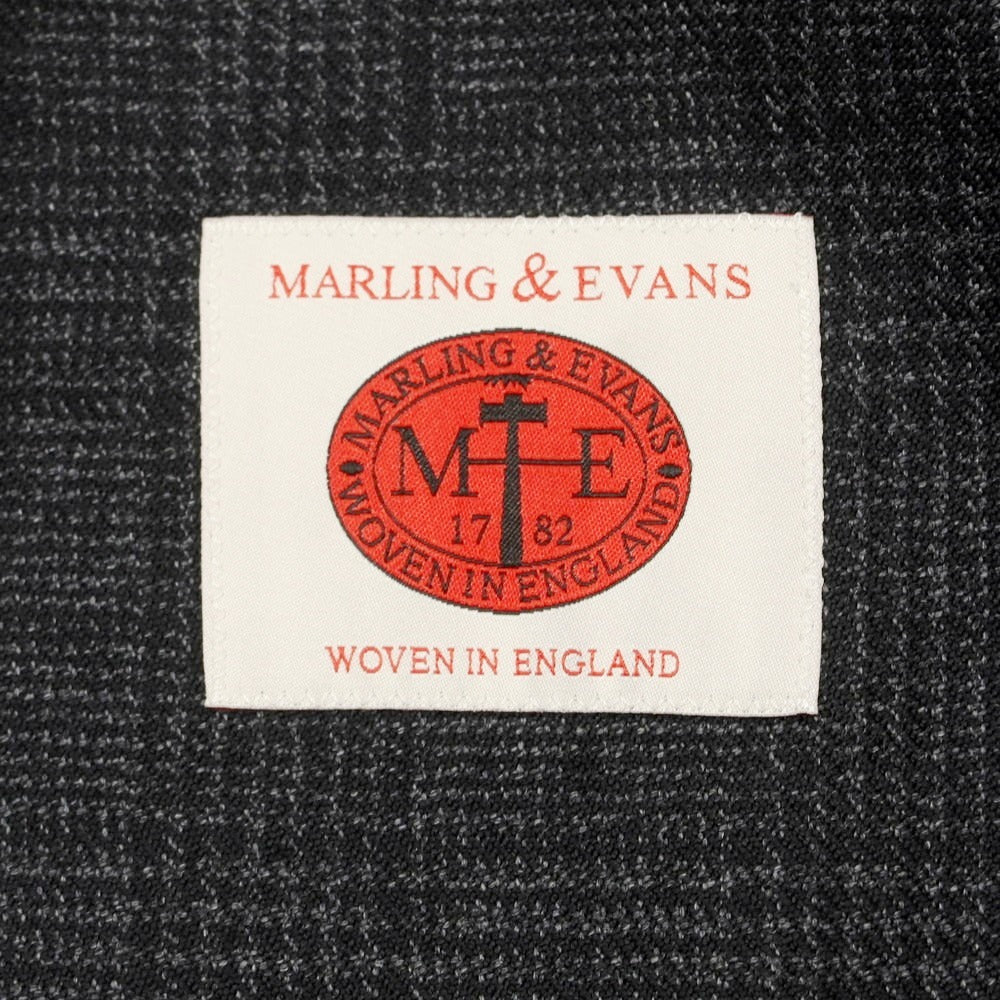 MARLING & EVANS
MARLING & EVANS
M E
17 82
WOVEN IN ENGLAND
WOVEN IN ENGLAND